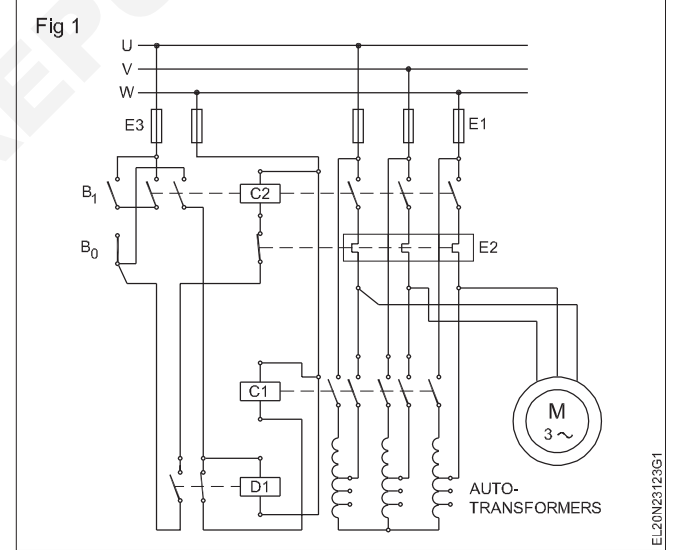 Fig 1
U
V
W
E3
E1
B1
C2
B0
E2
C1
M
3~
D1
AUTO-
TRANSFORMERS
EL20N23123G1